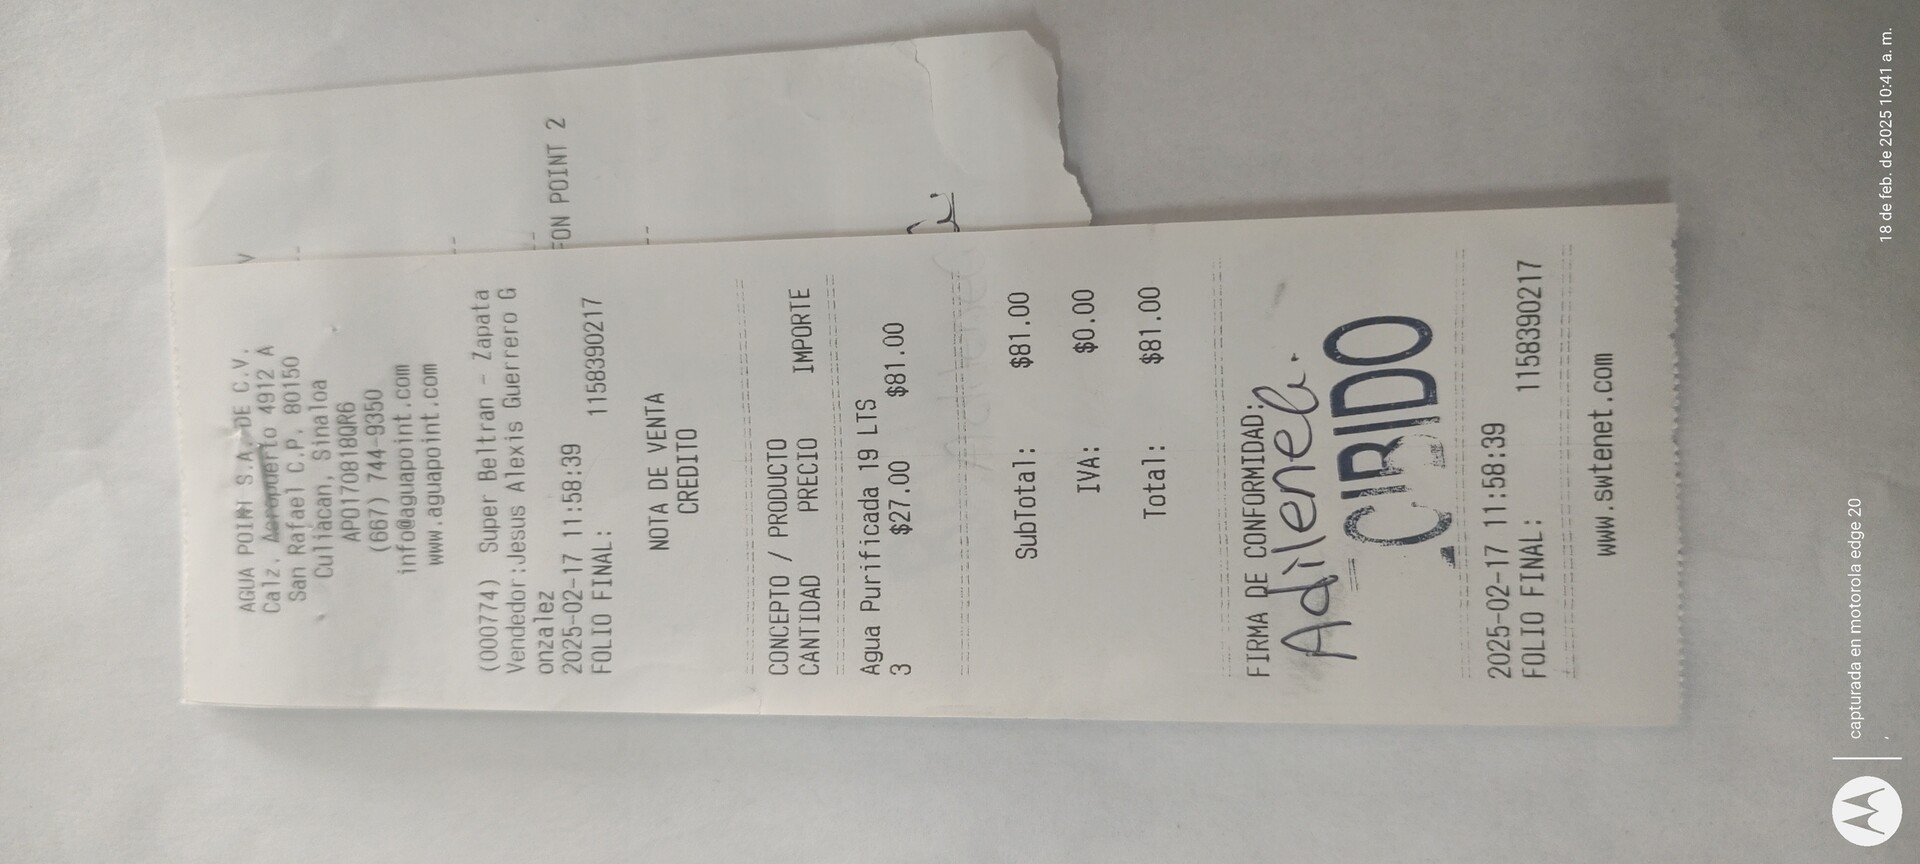 AGUA POINT S.A. DE C.V.
Calz. Aeropuerto 4912 A
San Rafael C.P. 80150
Culiacan, Sinaloa
APO170818QR6
(667) 744-9350
info@aguapoint.com
www.aguapoint.com
(000774) Super Beltran - Zapata
Vendedor:Jesus Alexis Guerrero G
onzalez
2025-02-17 11:58:39
FOLIO FINAL: 1158390217
NOTA DE VENTA
CREDITO
CONCEPTO / PRODUCTO
CANTIDAD PRECIO IMPORTE
Agua Purificada 19 LTS
3 $27.00 $81.00
SubTotal: $81.00
IVA: $0.00
Total: $81.00
FIRMA DE CONFORMIDAD:
Adilene
CIBIDO
2025-02-17 11:58:39
FOLIO FINAL: 1158390217
www.swtenet.com
V
ON POINT 2
capturada en motorola edge 20
18 de feb. de 2025 10:41 a. m.